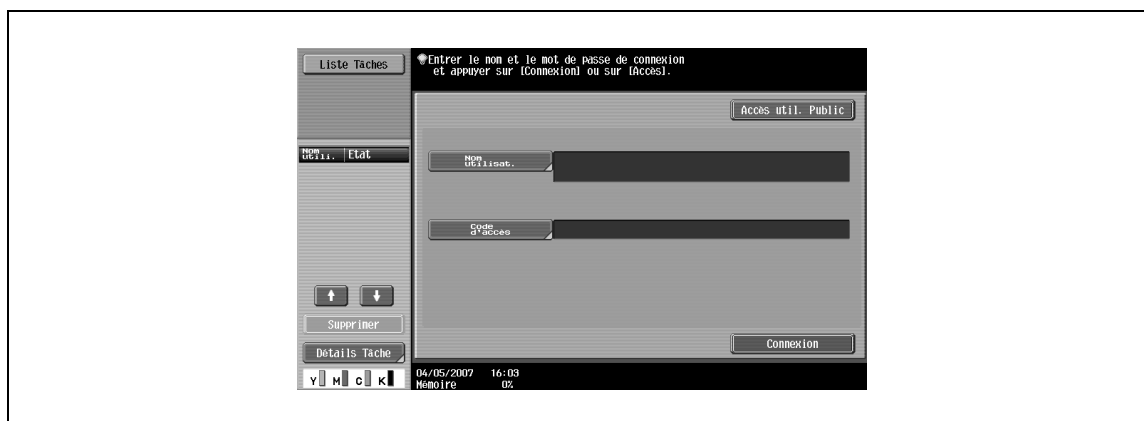 Liste Tâches
Entrer le nom et le mot de passe de connexion
et appuyer sur [Connexion] ou sur [Accès].
Accès util. Public
Nom
utili.
Etat
Nom
utilisat.
Code
d'accès
Supprimer
Détails Tâche
Connexion
Y M C K
04/05/2007 16:03
Mémoire 0%